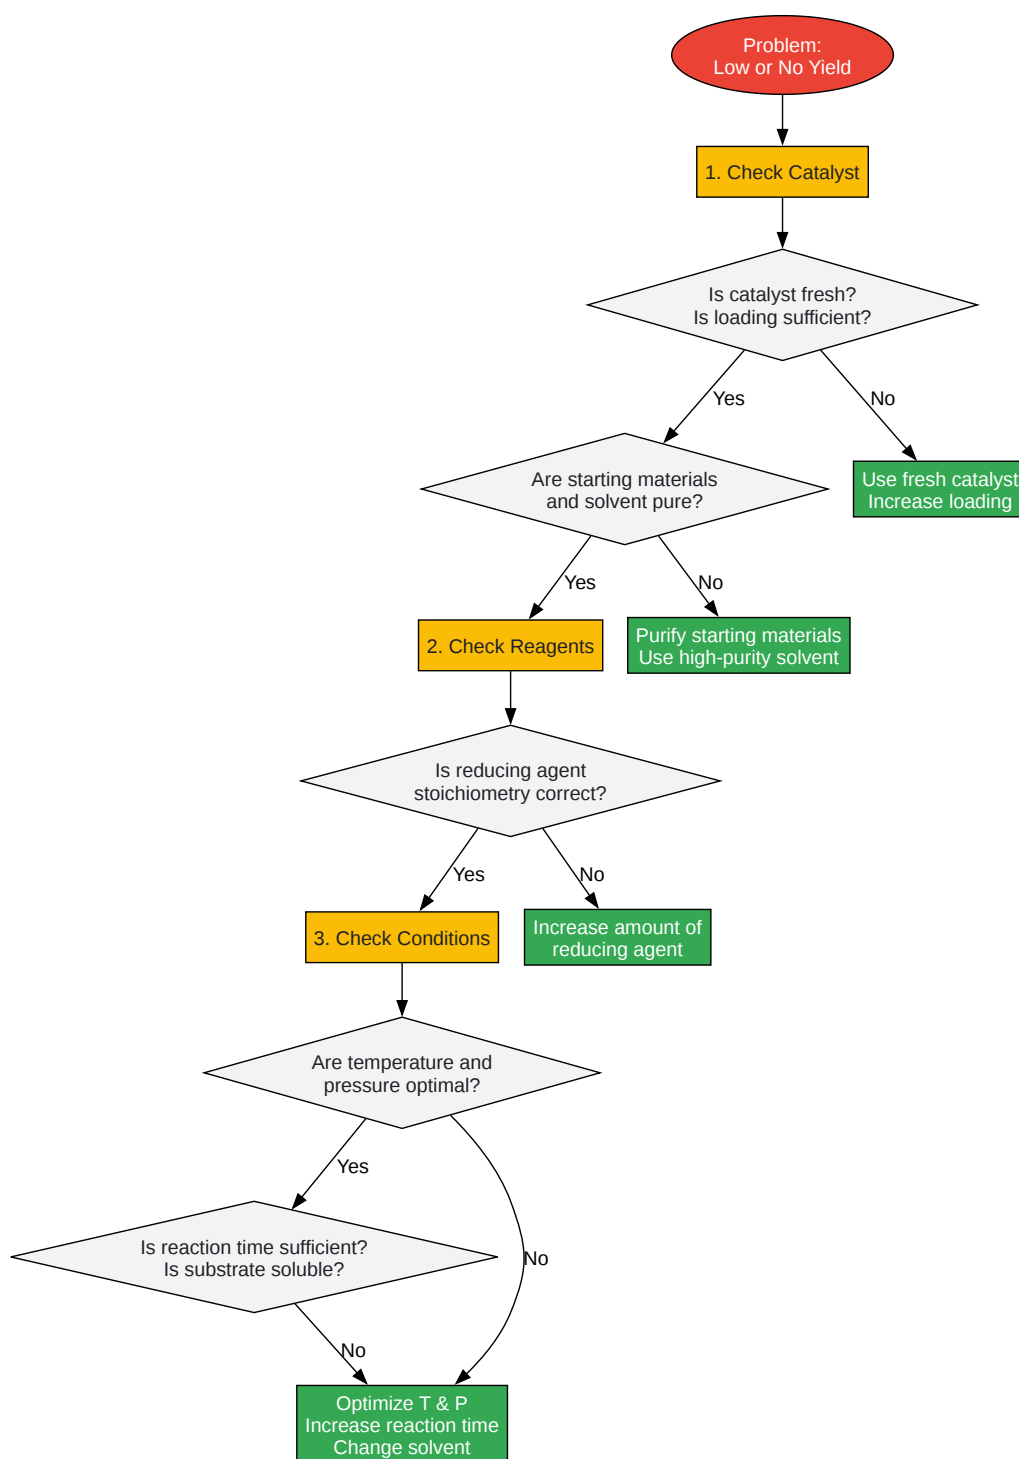 Problem:
Low or No Yield
1. Check Catalyst
Is catalyst fresh?
Is loading sufficient?
Yes
No
Are starting materials
and solvent pure?
Use fresh catalyst
Increase loading
Yes
No
2. Check Reagents
Purify starting materials
Use high-purity solvent
Is reducing agent
stoichiometry correct?
Yes
No
3. Check Conditions
Increase amount of
reducing agent
Are temperature and
pressure optimal?
Yes
Is reaction time sufficient?
Is substrate soluble?
No
No
Optimize T & P
Increase reaction time
Change solvent